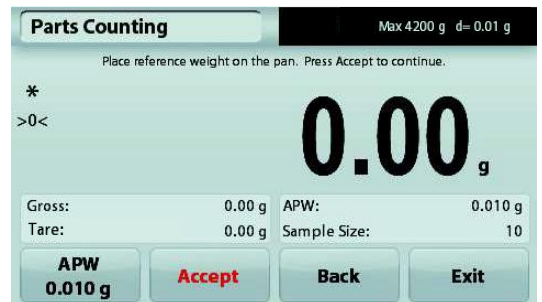 Parts Counting
Max 4200 g d= 0.01 g
Place reference weight on the pan. Press Accept to continue.
*
>0<
0.00 g
Gross: 0.00 g APW: 0.010 g
Tare: 0.00 g Sample Size: 10
APW
0.010 g
Accept
Back
Exit